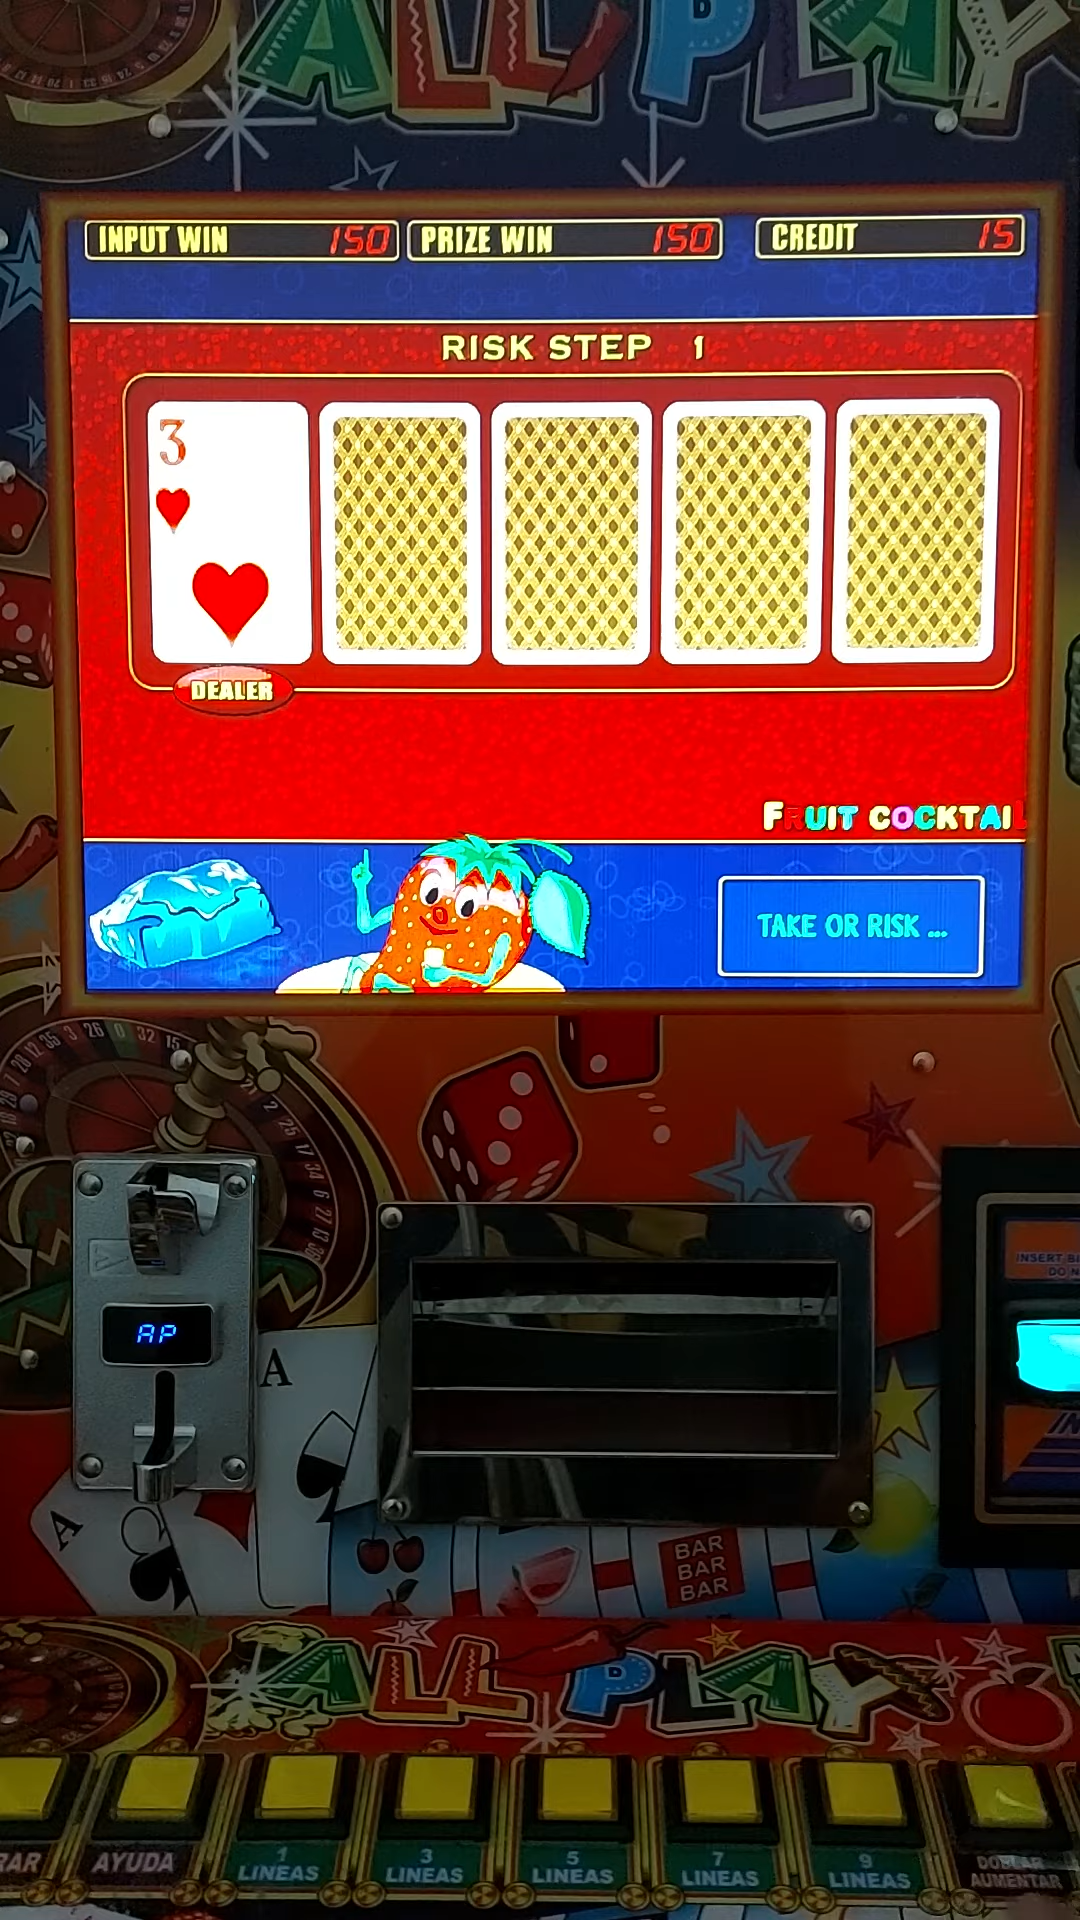 ALL PLAY
INPUT WIN 150
PRIZE WIN 150
CREDIT 15
RISK STEP 1
3
DEALER
FRUIT COCKTAIL
TAKE OR RISK ...
AP
A
A
INSERT
BAR
BAR
BAR
ALL PLAY
AYUDA
1
LINEAS
3
LINEAS
5
LINEAS
7
LINEAS
9
LINEAS
AUMENTAR